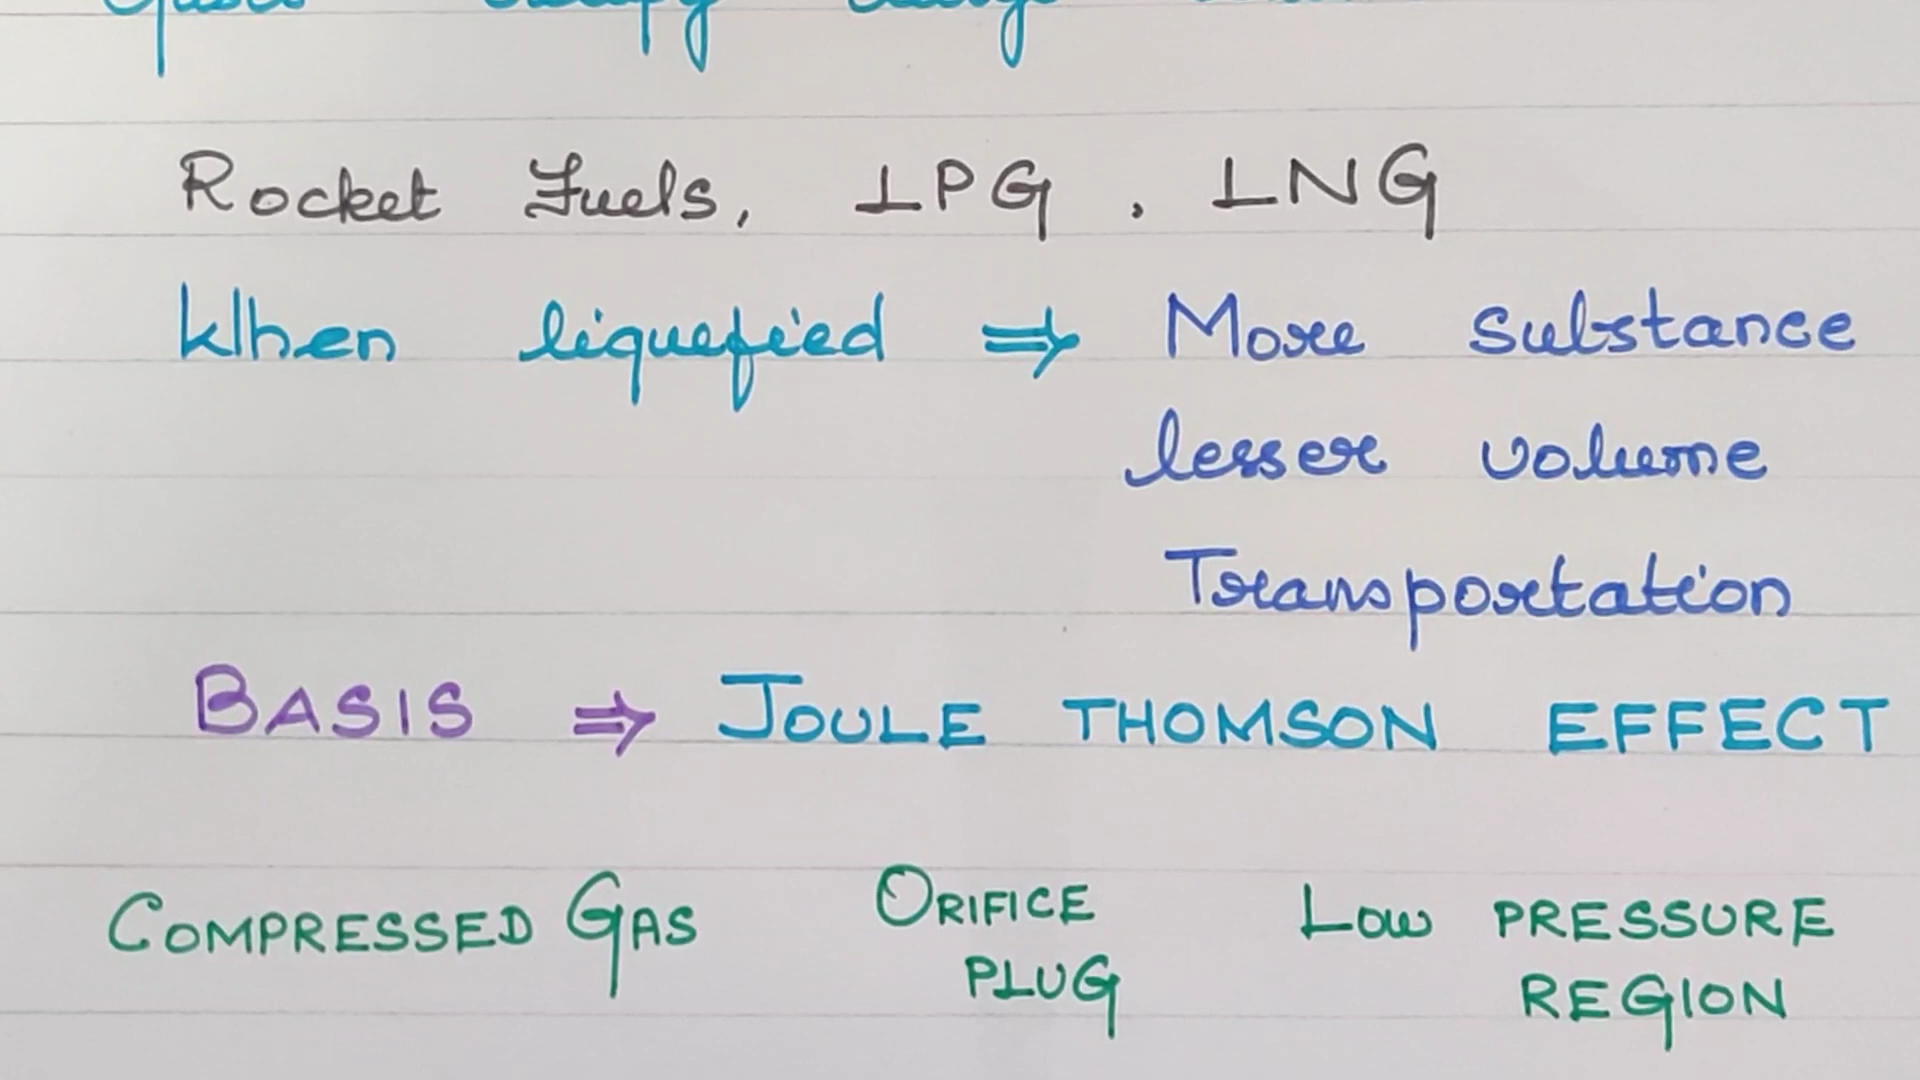 Rocket Fuels, LPG, LNG
When liquefied ⇒ More substance
lesser volume
Transportation
BASIS ⇒ JOULE THOMSON EFFECT
COMPRESSED GAS ORIFICE PLUG LOW PRESSURE REGION